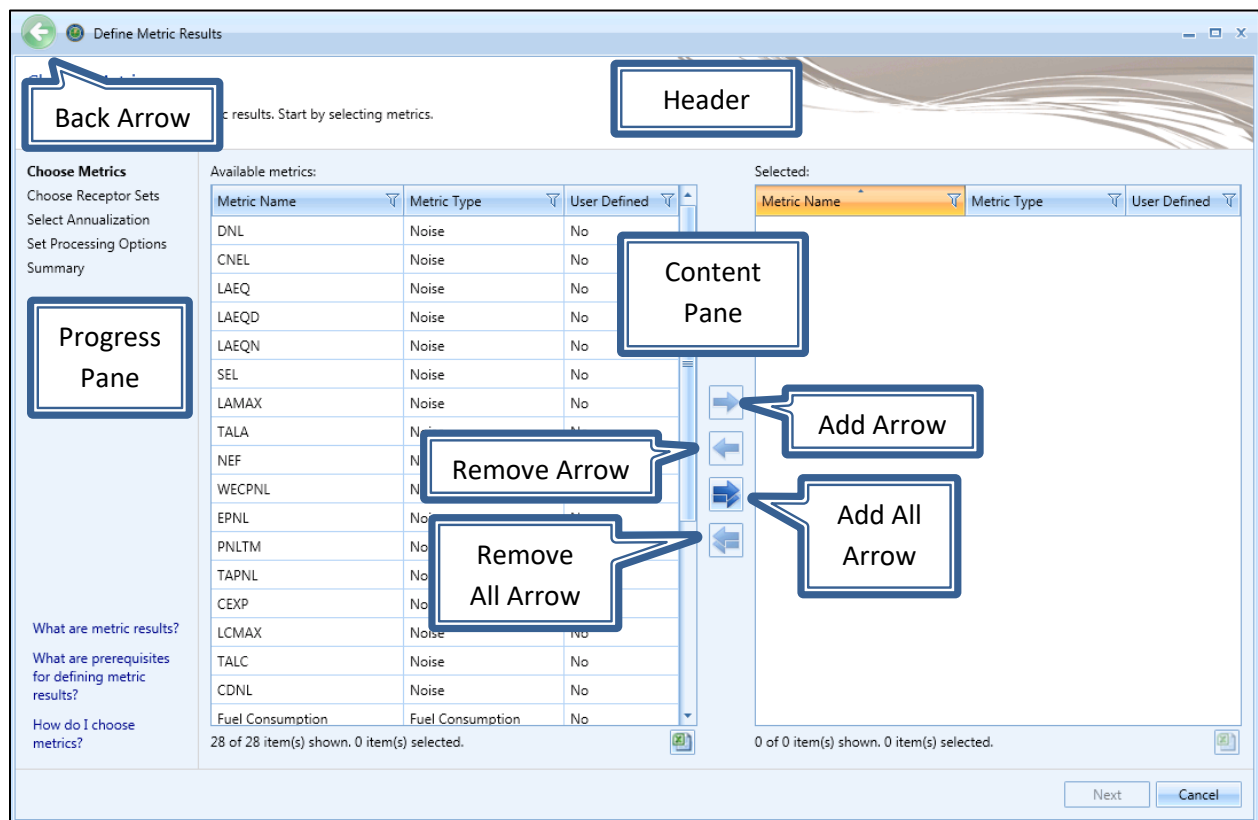 Define Metric Results
Back Arrow
Header
results. Start by selecting metrics.
Choose Metrics
Choose Receptor Sets
Select Annualization
Set Processing Options
Summary
Progress
Pane
What are metric results?
What are prerequisites
for defining metric
results?
How do I choose
metrics?
Available metrics:
Metric Name Metric Type User Defined
DNL Noise No
CNEL Noise No
LAEQ Noise No
LAEQD Noise No
LAEQN Noise No
SEL Noise No
LAMAX Noise No
TALA
NEF
WECPNL
EPNL
PNLTM
TAPNL
CEXP
LCMAX Noise No
TALC Noise No
CDNL Noise No
Fuel Consumption Fuel Consumption No
28 of 28 item(s) shown. 0 item(s) selected.
Content
Pane
Add Arrow
Remove Arrow
Add All
Arrow
Remove
All Arrow
Selected:
Metric Name Metric Type User Defined
0 of 0 item(s) shown. 0 item(s) selected.
Next Cancel